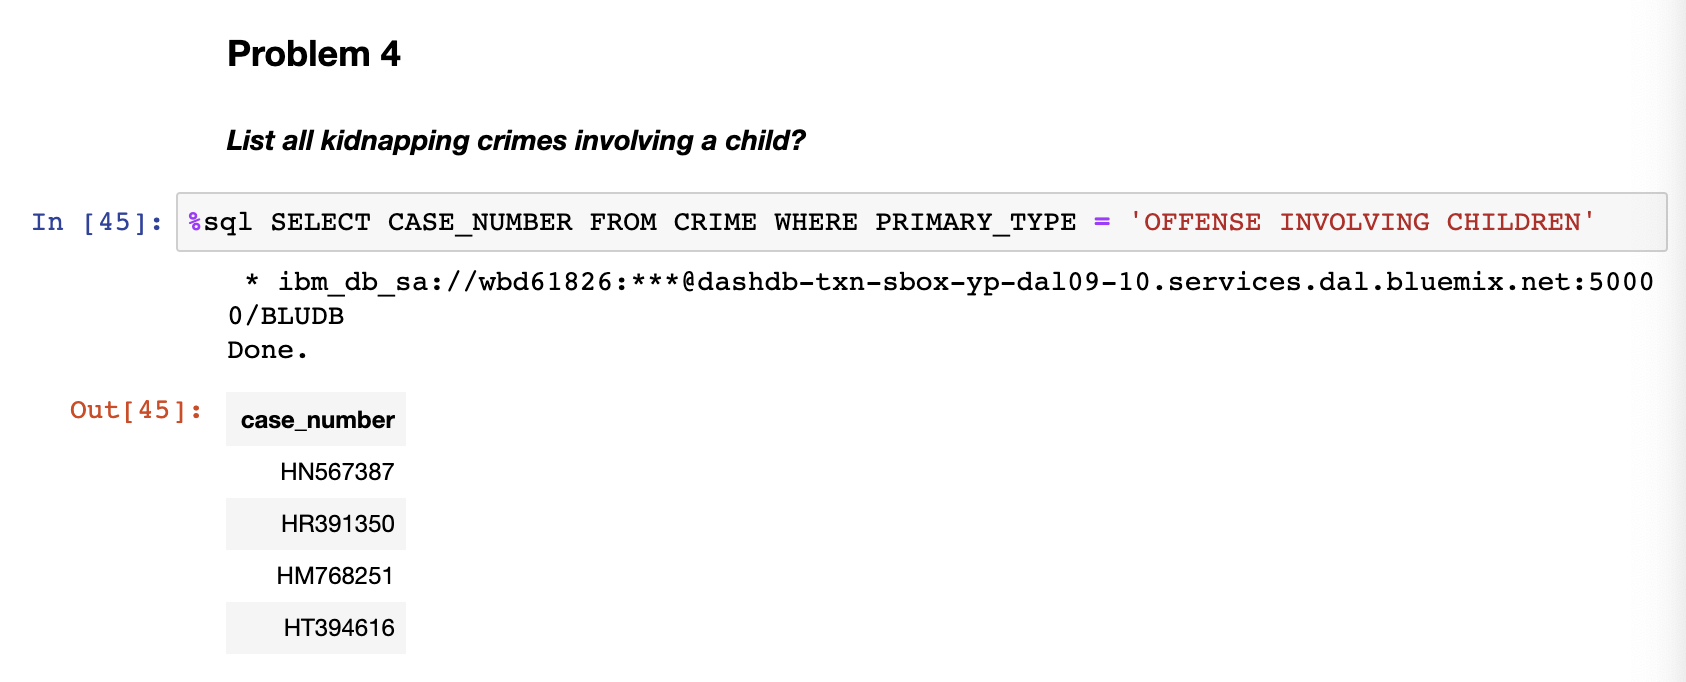 Problem 4
List all kidnapping crimes involving a child?
In [45]: %sql SELECT CASE_NUMBER FROM CRIME WHERE PRIMARY_TYPE = 'OFFENSE INVOLVING CHILDREN'
* ibm_db_sa://wbd61826:***@dashdb-txn-sbox-yp-dal09-10.services.dal.bluemix.net:5000
0/BLUDB
Done.
Out[45]: case_number
HN567387
HR391350
HM768251
HT394616